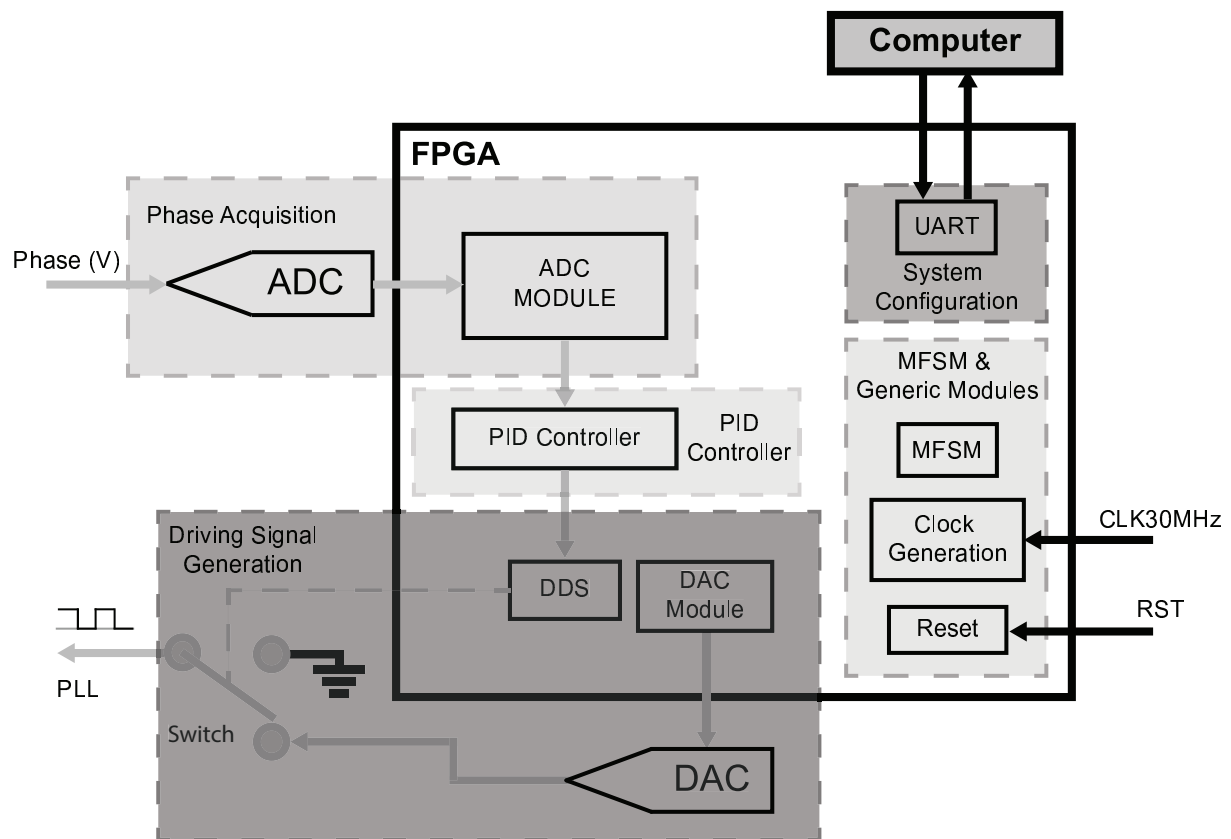 Computer
FPGA
Phase Acquisition
Phase (V)
ADC
ADC
MODULE
UART
System
Configuration
MFSM &
Generic Modules
PID Controller
PID
Controller
MFSM
Clock
Generation
CLK30MHz
Driving Signal
Generation
DDS
DAC
Module
Reset
RST
PLL
Switch
DAC